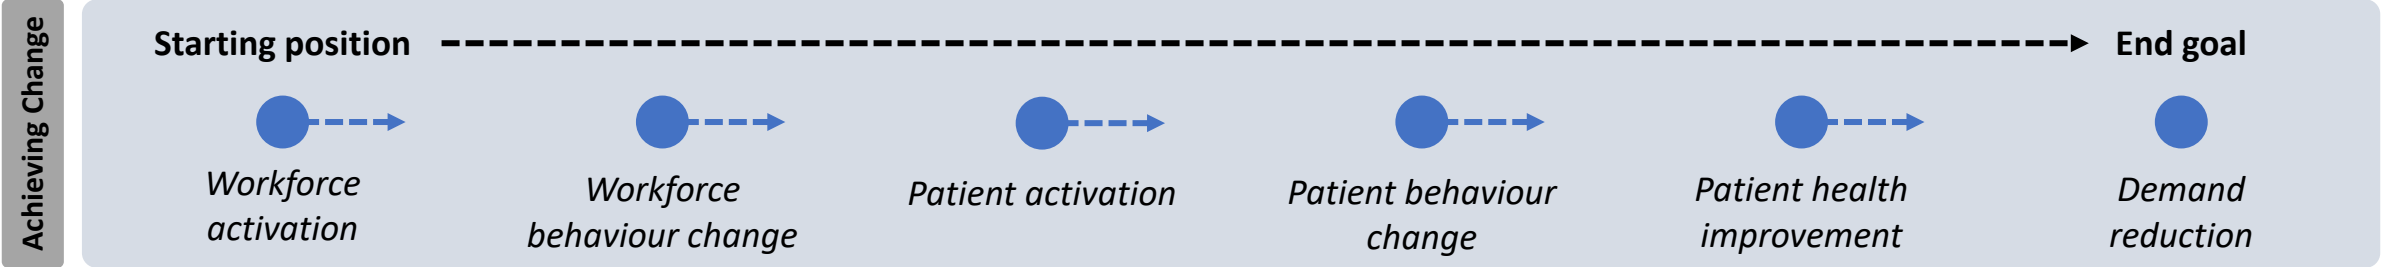 Achieving Change
Starting position
End goal
Workforce
activation
Workforce
behaviour change
Patient activation
Patient behaviour
change
Patient health
improvement
Demand
reduction